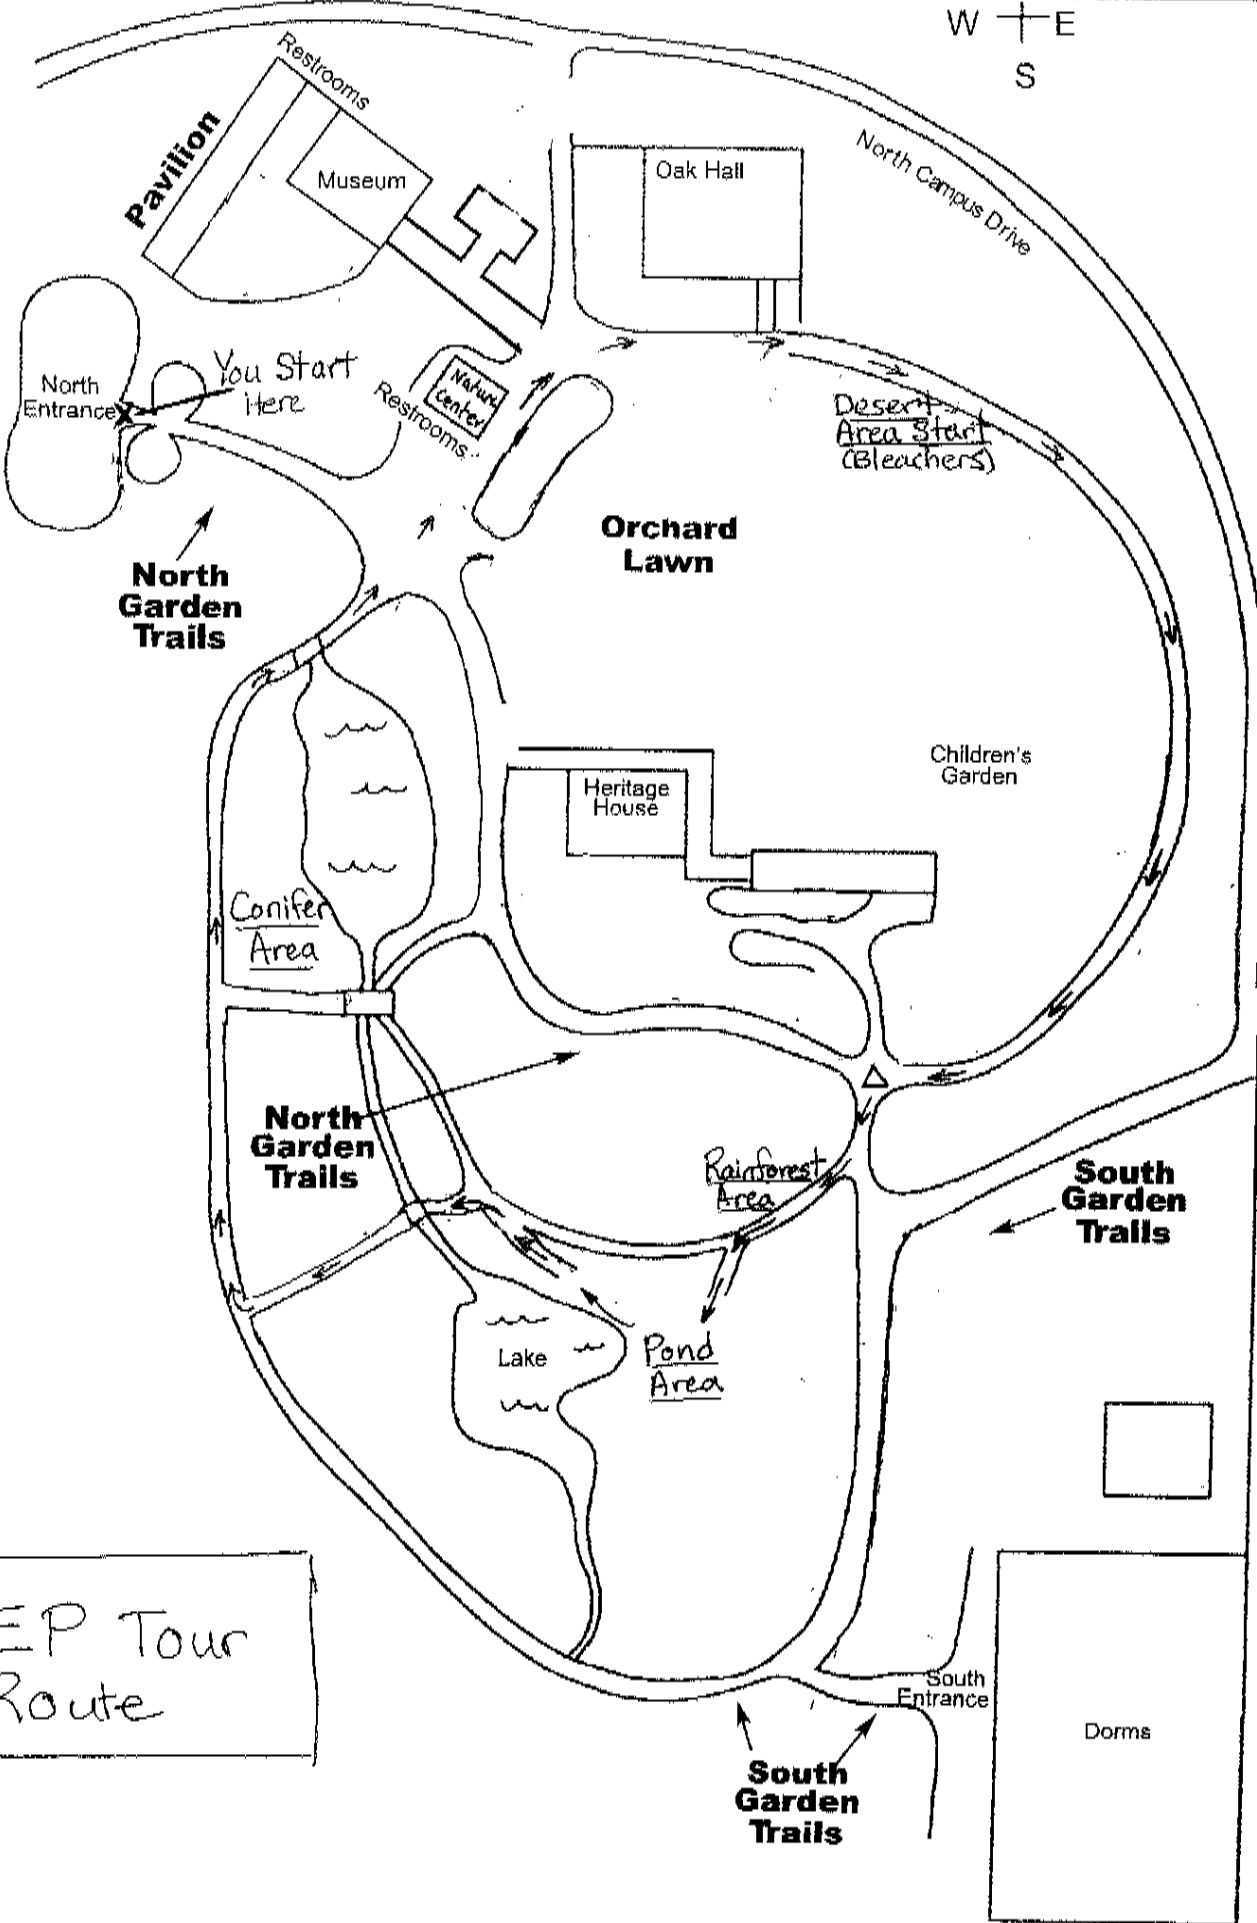 W E
S
Restrooms
Pavilion
Museum
Oak Hall
North Campus Drive
You Start
Here
North
Entrance
X
Nature
Center
Restrooms
Desert
Area Start
(Bleachers)
Orchard
Lawn
North
Garden
Trails
Children's
Garden
Heritage
House
Conifer
Area
North
Garden
Trails
Rainforest
Area
South
Garden
Trails
Lake
Pond
Area
EP Tour
Route
South
Entrance
Dorms
South
Garden
Trails